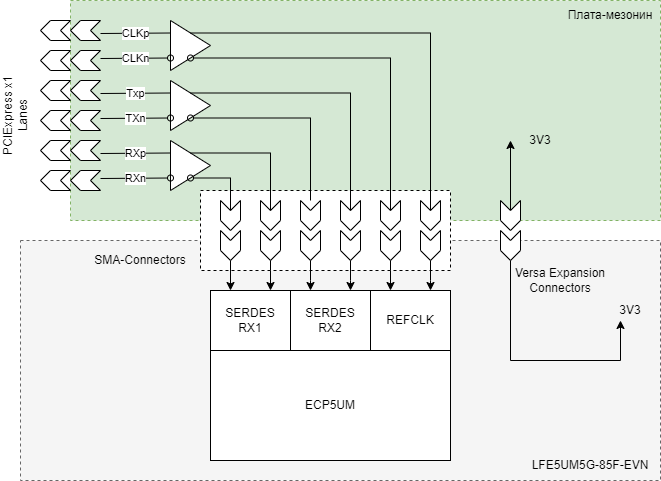 Плата-мезонин
PCIExpress x1
Lanes
CLKp
CLKn
Txp
TXn
RXp
RXn
3V3
SMA-Connectors
Versa Expansion
Connectors
3V3
SERDES
RX1
SERDES
RX2
REFCLK
ECP5UM
LFE5UM5G-85F-EVN